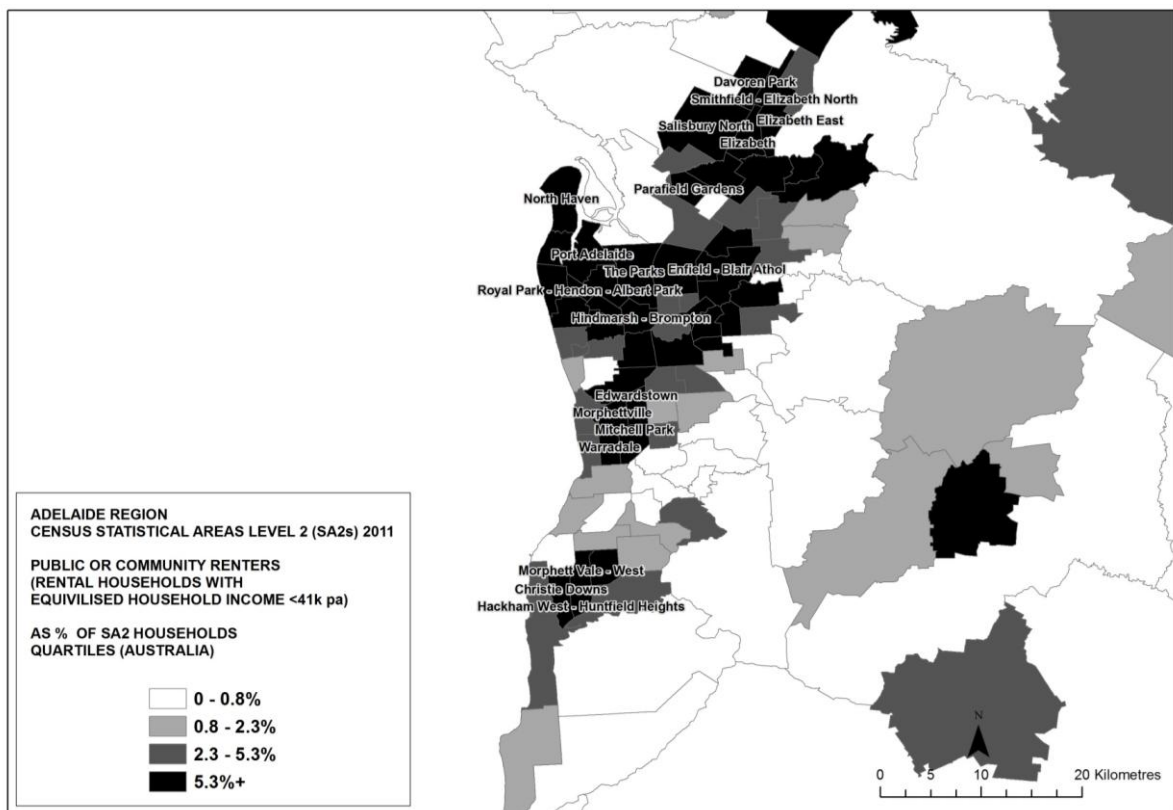 Davoren Park
Smithfield - Elizabeth North
Elizabeth East
Salisbury North
Elizabeth
Parafield Gardens
North Haven
Port Adelaide
The Parks
Enfield - Blair Athol
Royal Park - Hendon - Albert Park
Hindmarsh - Brompton
Edwardstown
Morphettville
Mitchell Park
Warradale
Morphett Vale - West
Christie Downs
Hackham West - Huntfield Heights
ADELAIDE REGION
CENSUS STATISTICAL AREAS LEVEL 2 (SA2s) 2011
PUBLIC OR COMMUNITY RENTERS
(RENTAL HOUSEHOLDS WITH
EQUIVILISED HOUSEHOLD INCOME <41k pa)
AS % OF SA2 HOUSEHOLDS
QUARTILES (AUSTRALIA)
0 - 0.8%
0.8 - 2.3%
2.3 - 5.3%
5.3%+
N
0 5 10 20 Kilometres